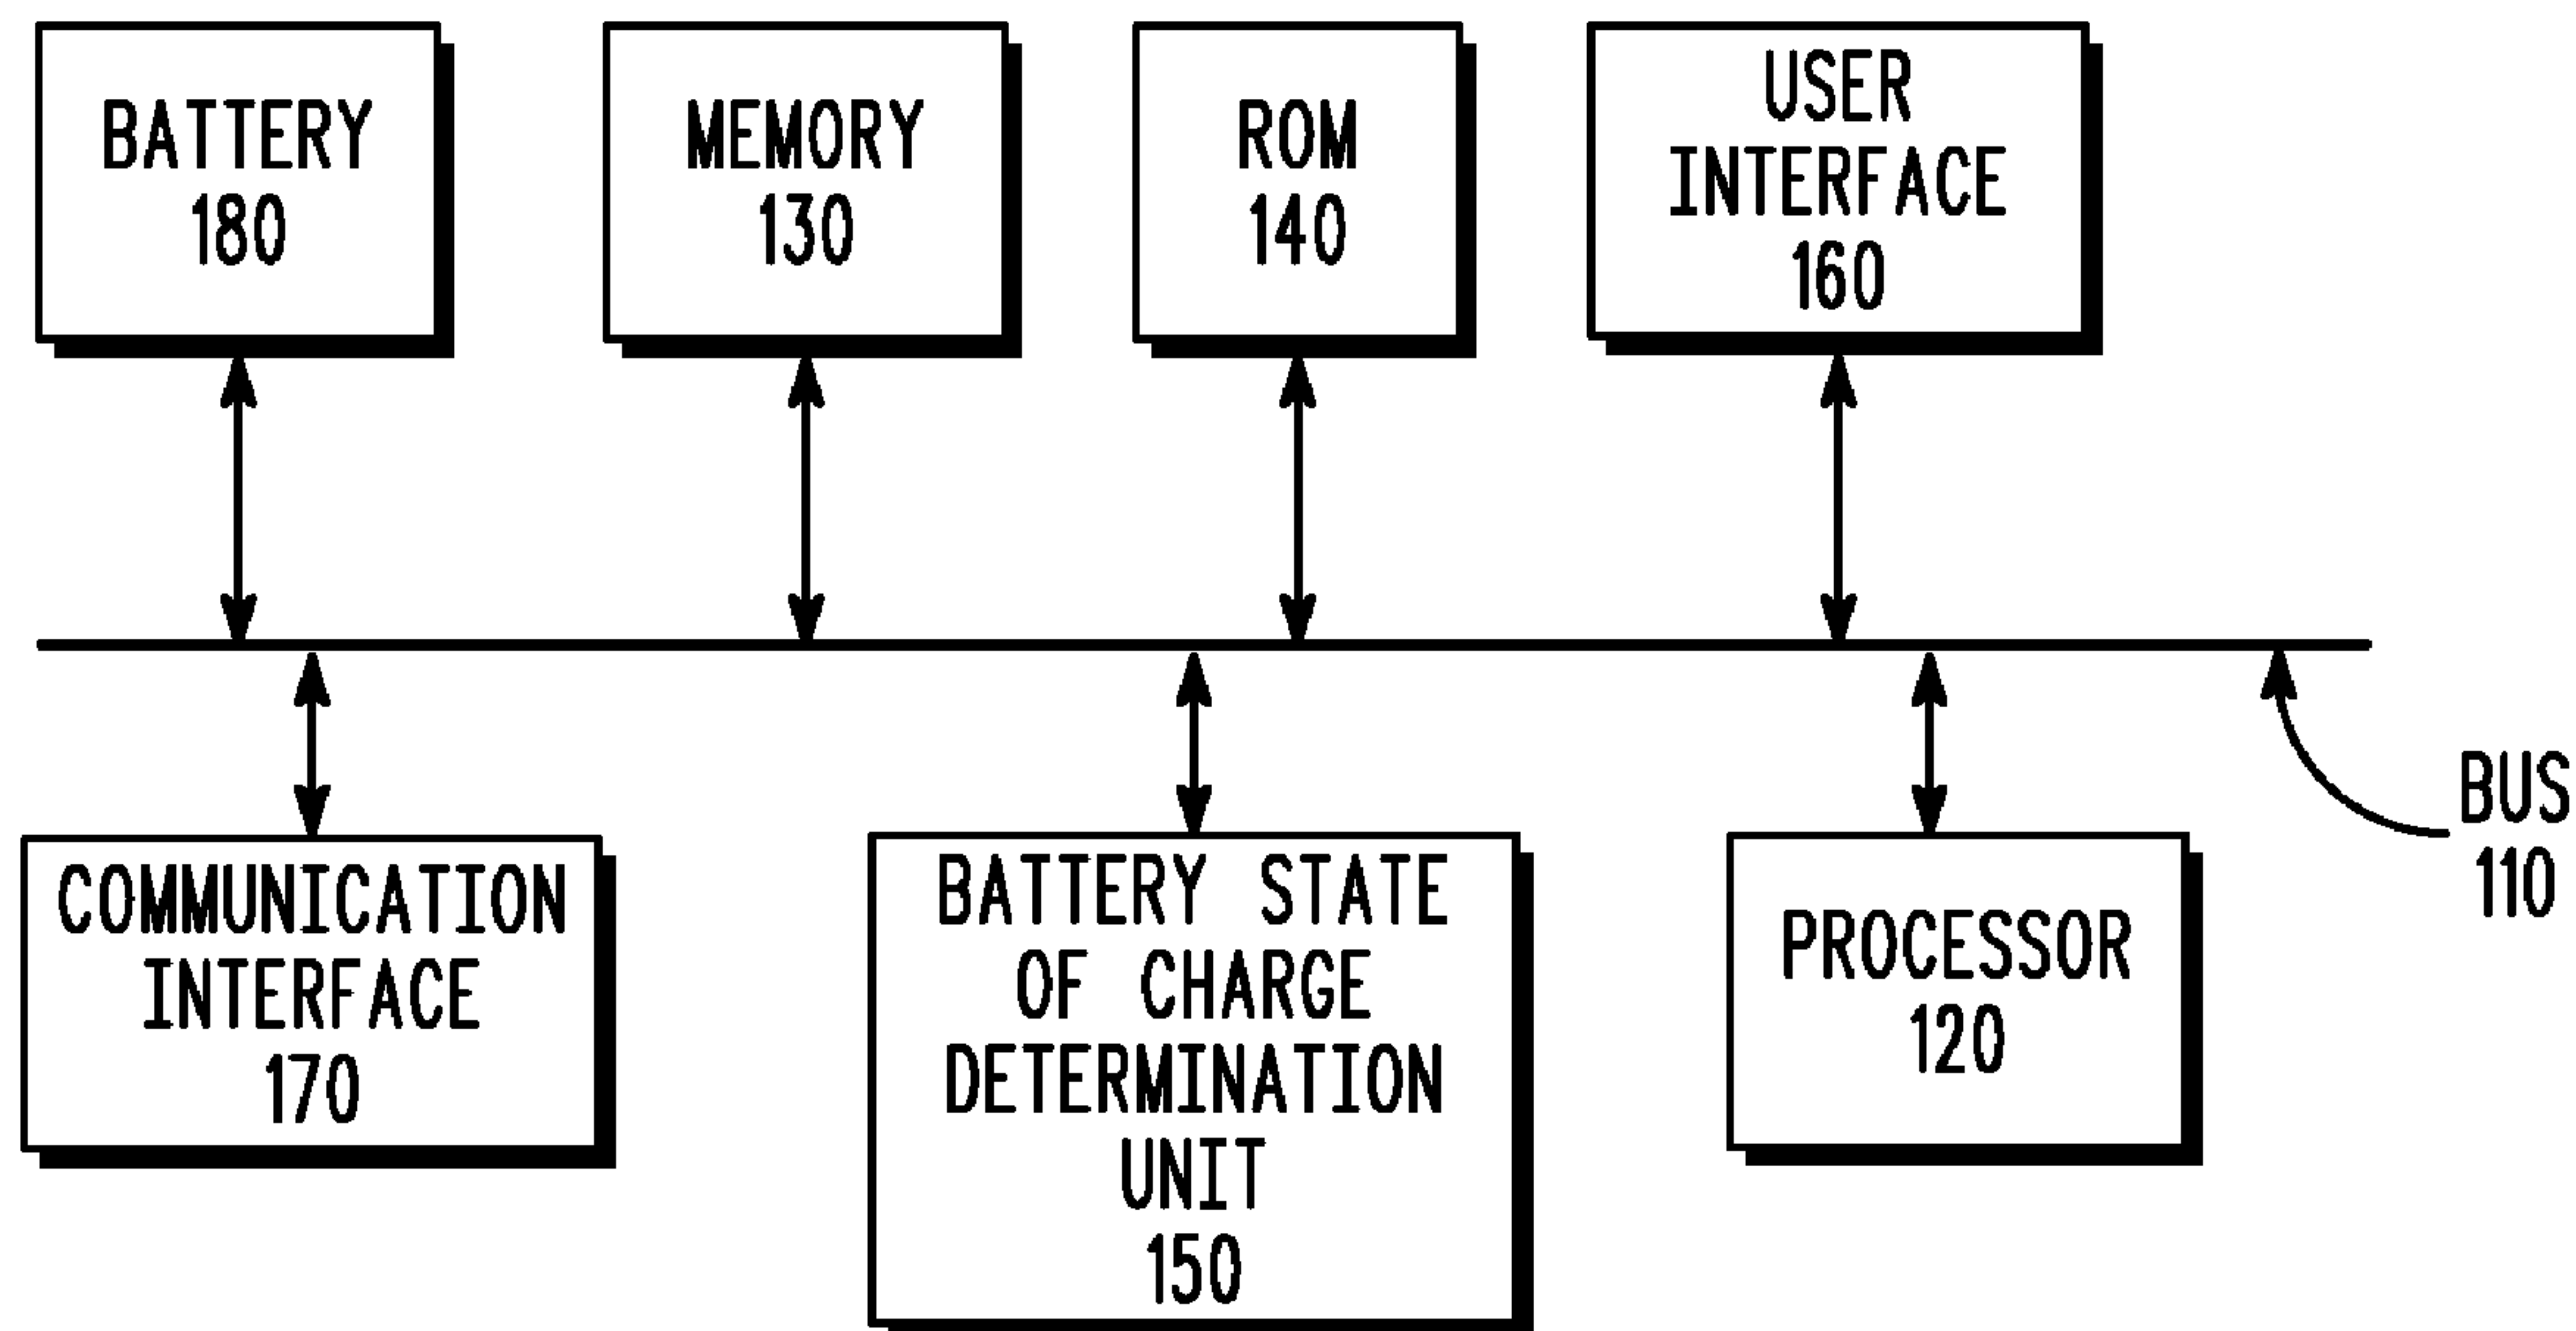 BATTERY
180
MEMORY
130
ROM
140
USER
INTERFACE
160
BUS
110
COMMUNICATION
INTERFACE
170
BATTERY STATE
OF CHARGE
DETERMINATION
UNIT
150
PROCESSOR
120